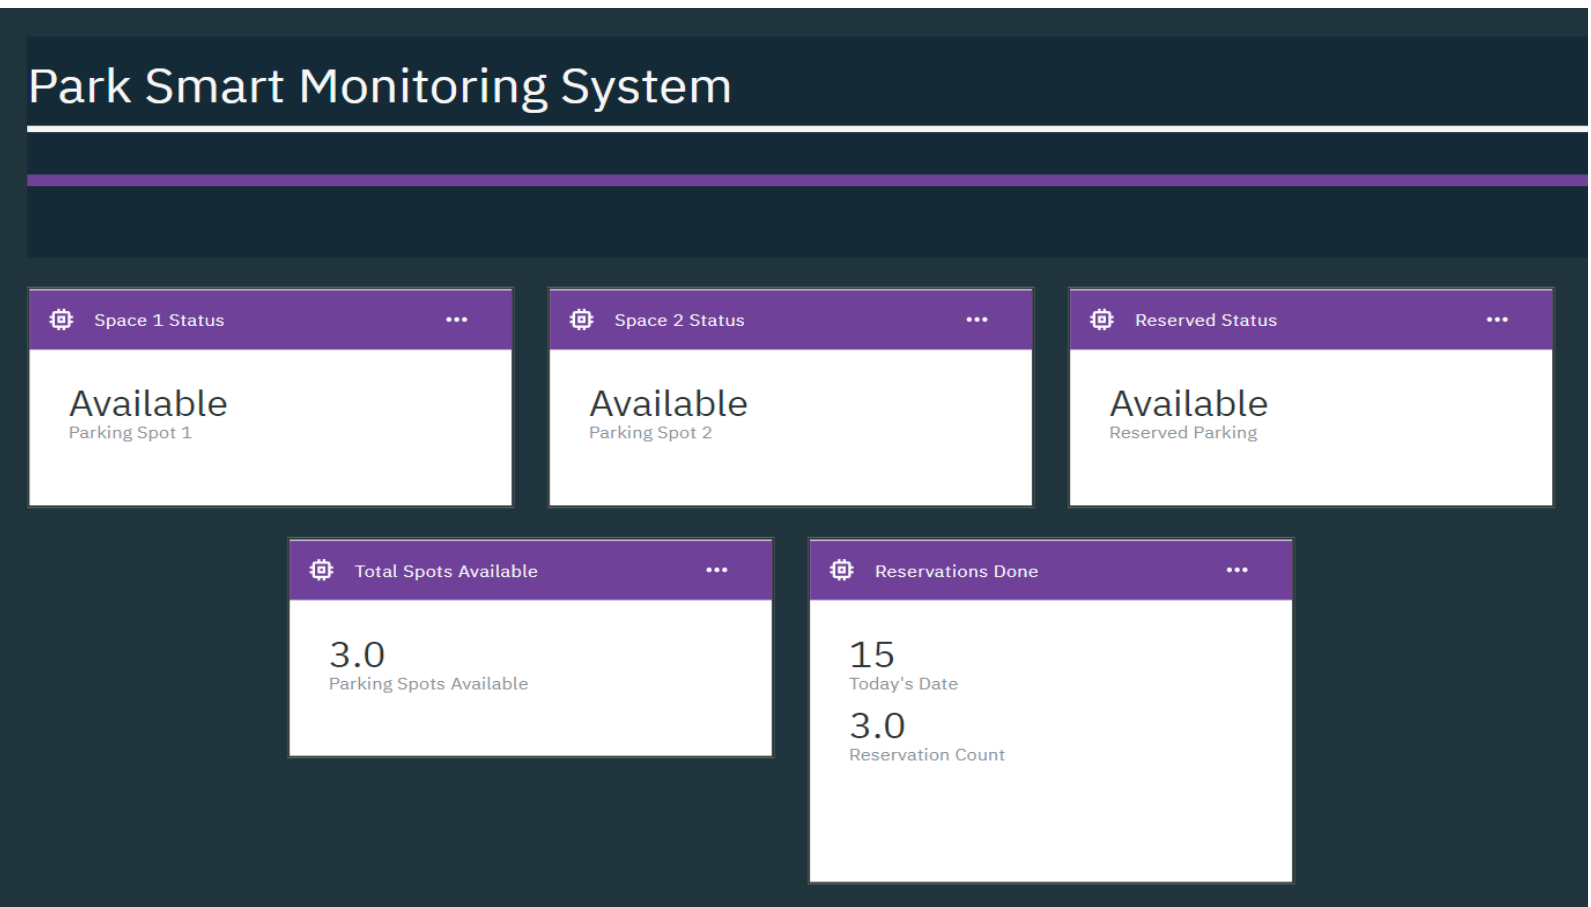 Park Smart Monitoring System
Space 1 Status
Available
Parking Spot 1
Space 2 Status
Available
Parking Spot 2
Reserved Status
Available
Reserved Parking
Total Spots Available
3.0
Parking Spots Available
Reservations Done
15
Today's Date
3.0
Reservation Count